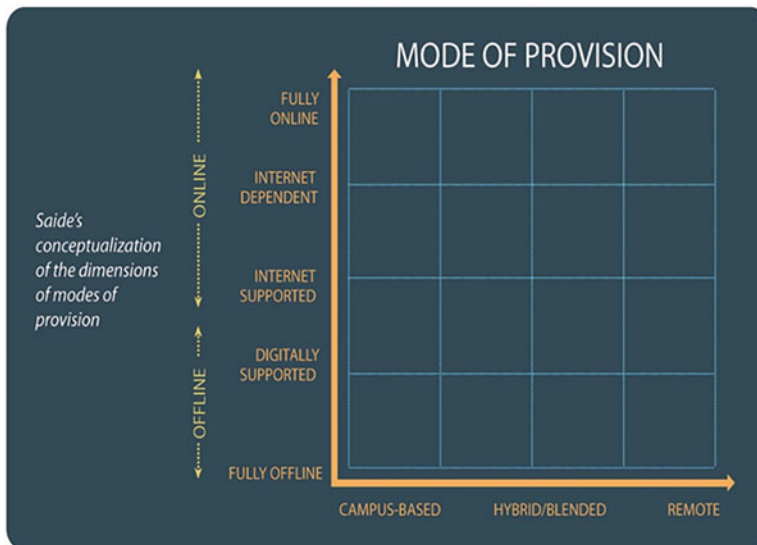 MODE OF PROVISION
FULLY
ONLINE
INTERNET
DEPENDENT
INTERNET
SUPPORTED
DIGITALLY
SUPPORTED
FULLY OFFLINE
ONLINE
OFFLINE
Saide's
conceptualization
of the dimensions
of modes of
provision
CAMPUS-BASED
HYBRID/BLENDED
REMOTE